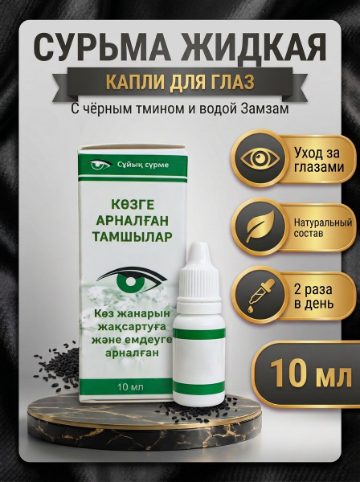 СУРЬМА ЖИДКАЯ
КАПЛИ ДЛЯ ГЛАЗ
С чёрным тмином и водой Замзам
Сұйық сүрме
КӨЗГЕ
АРНАЛҒАН
ТАМШЫЛАР
Көз жанарын
жақсартуға
және емдеуге
арналған
10 мл
Уход за
глазами
Натуральный
состав
2 раза
в день
10 мл